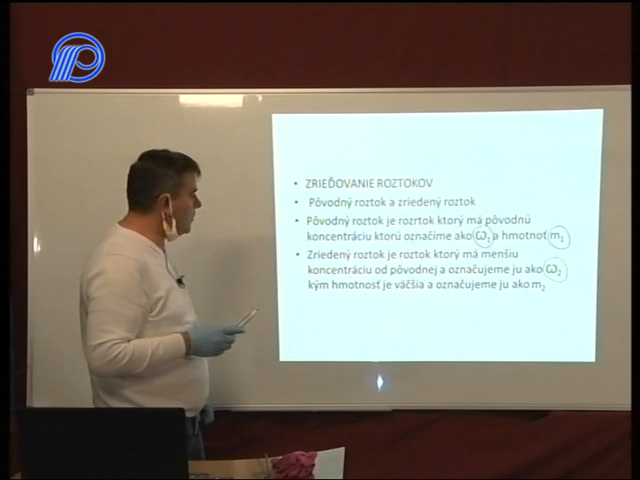 • ZRIEĎOVANIE ROZTOKOV
• Pôvodný roztok a zriedený roztok
• Pôvodný roztok je rozrtok ktorý má pôvodnú
koncentráciu ktorú označíme ako ω₁ a hmotnoť m₁
• Zriedený roztok je roztok ktorý má menšiu
koncentráciu od pôvodnej a označujeme ju ako ω₂
kým hmotnosť je väčšia a označujeme ju ako m₂